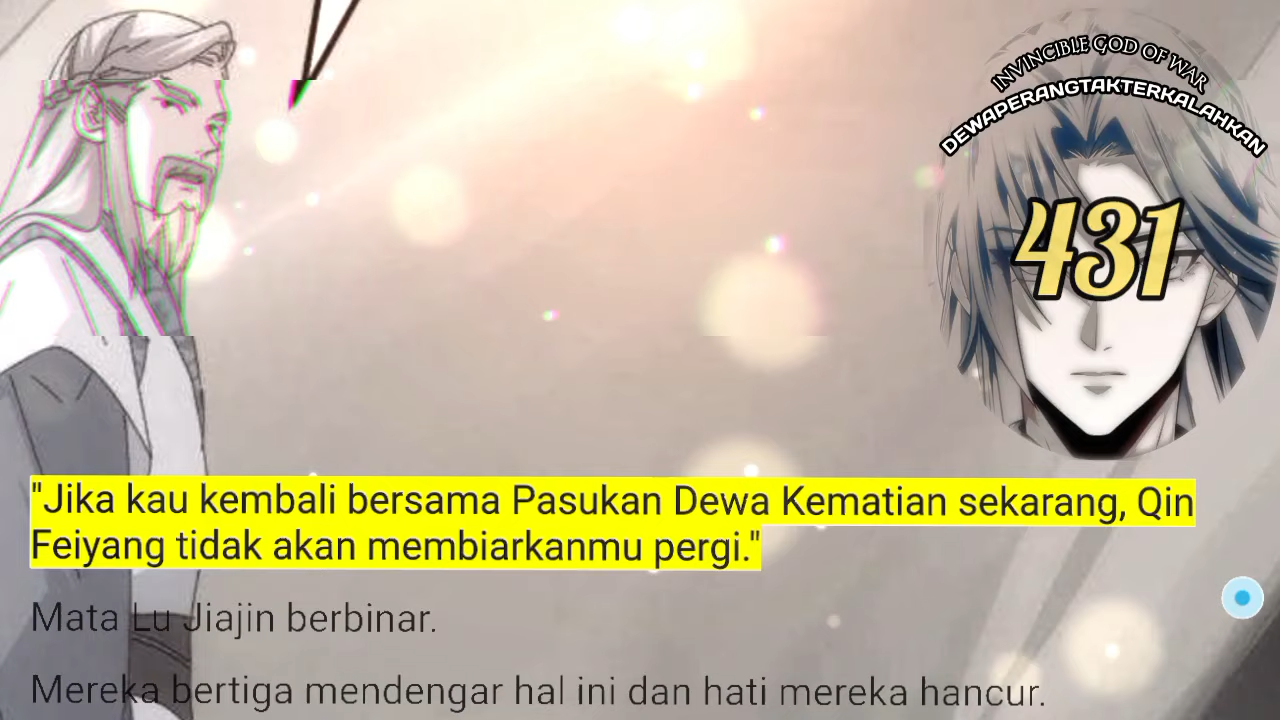 INVINCIBLE GOD OF WAR
DEWAPERANGTAKTERKALAHKAN
431
"Jika kau kembali bersama Pasukan Dewa Kematian sekarang, Qin
Feiyang tidak akan membiarkanmu pergi."
Mata Lu Jiajin berbinar.
Mereka bertiga mendengar hal ini dan hati mereka hancur.